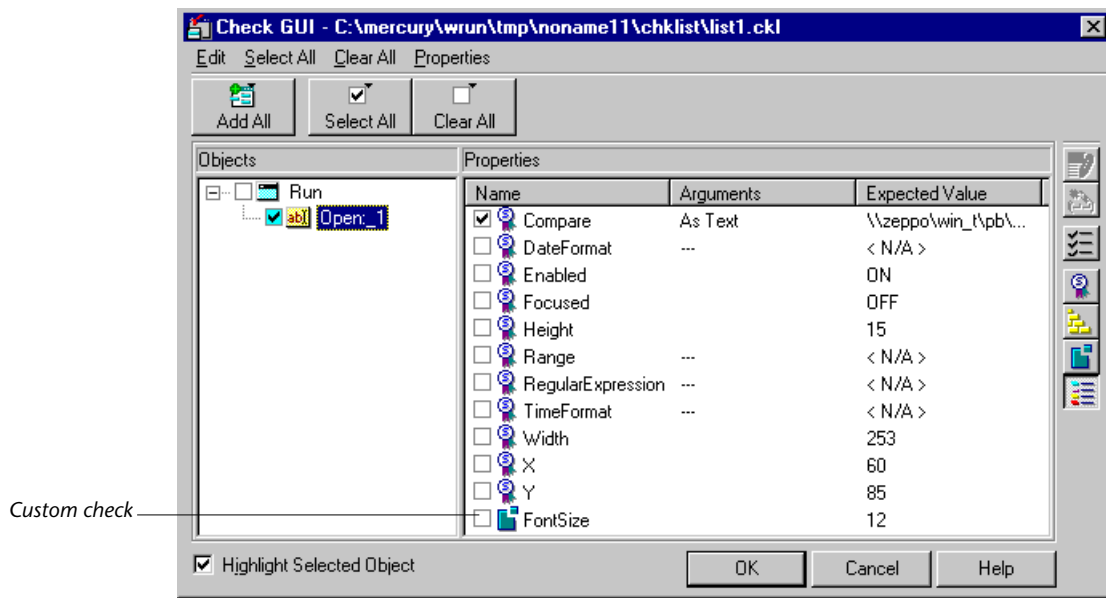 Check GUI - C:\mercury\wrun\tmp\noname11\chklist\list1.ckl
Edit Select All Clear All Properties
Add All Select All Clear All
Objects Properties
Run
Open:_1
Name Arguments Expected Value
Compare As Text \\zeppo\win_t\pb\...
DateFormat --- < N/A >
Enabled ON
Focused OFF
Height 15
Range --- < N/A >
RegularExpression --- < N/A >
TimeFormat --- < N/A >
Width 253
X 60
Y 85
Custom check FontSize 12
Highlight Selected Object OK Cancel Help